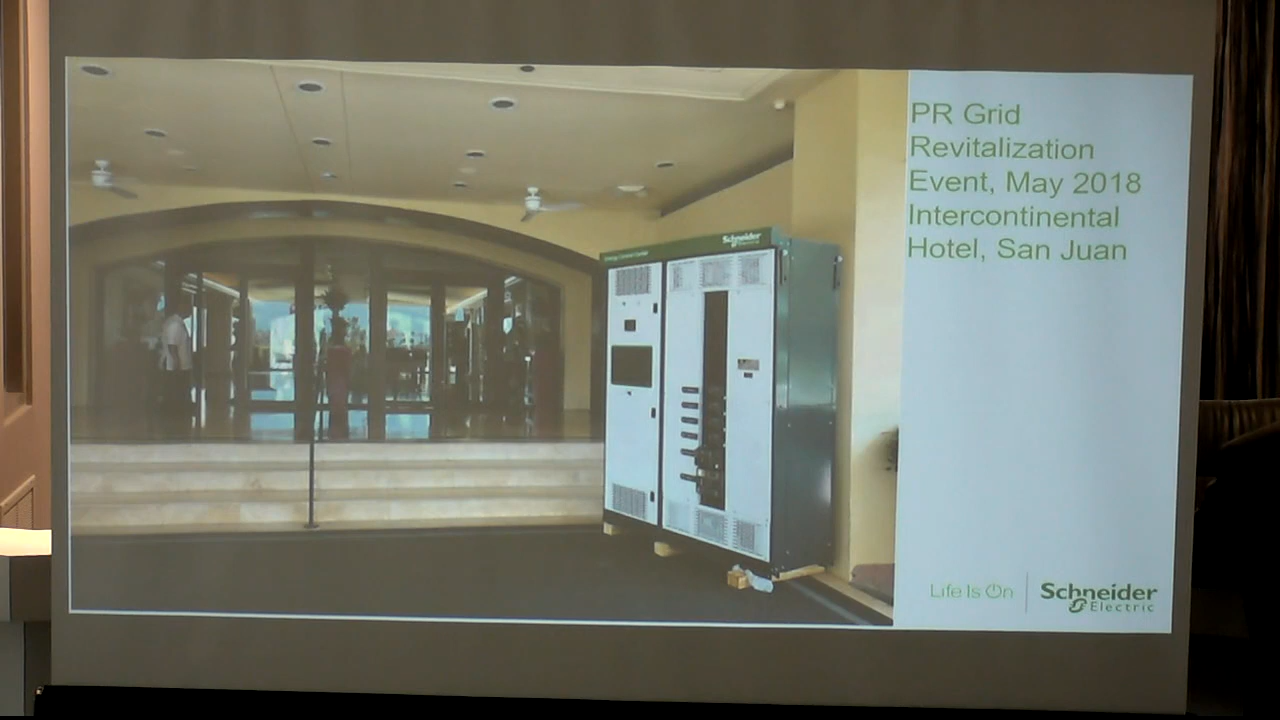 PR Grid
Revitalization
Event, May 2018
Intercontinental
Hotel, San Juan
Schneider
Life Is On
Schneider
Electric